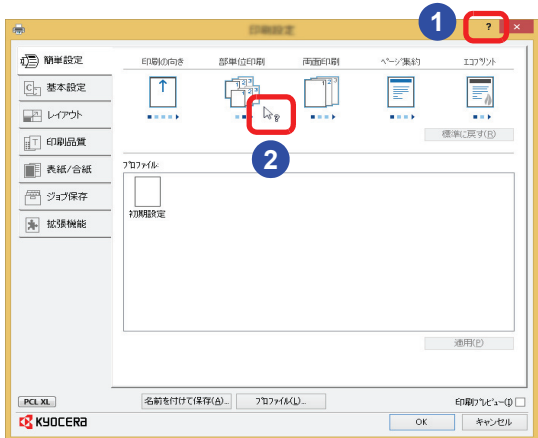 1
印刷設定
?
×
簡単設定
基本設定
レイアウト
印刷品質
表紙/合紙
ジョブ保存
拡張機能
印刷の向き 部単位印刷 両面印刷 ページ集約 エコプリント
2
標準に戻す(R)
プロファイル:
初期設定
適用(P)
PCL XL
名前を付けて保存(A)... プロファイル(L)...
印刷プレビュー(I)
KYOCERA
OK
キャンセル